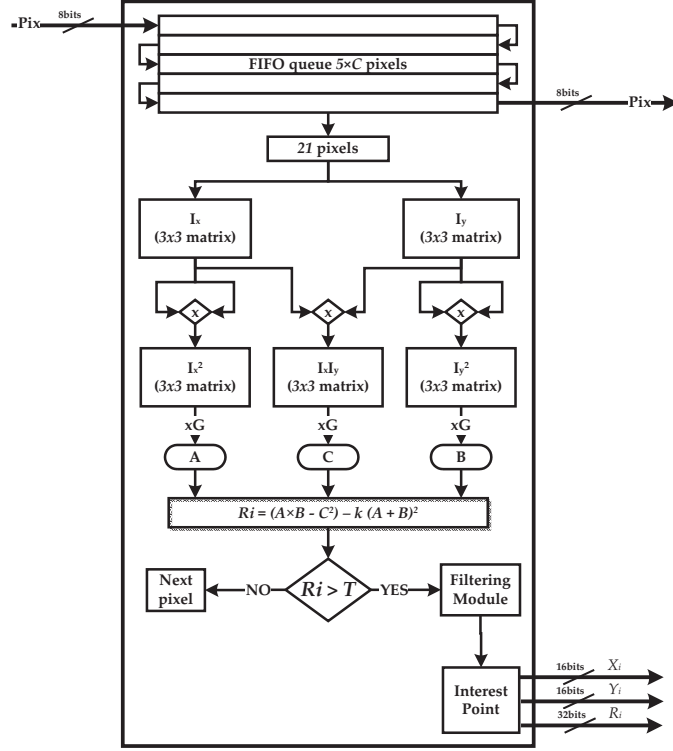 Pix 8bits
FIFO queue 5×C pixels
8bits Pix
21 pixels
Ix
(3x3 matrix)
Iy
(3x3 matrix)
x x x
Ix²
(3x3 matrix)
IxIy
(3x3 matrix)
Iy²
(3x3 matrix)
xG xG xG
A C B
Ri = (A×B - C²) – k (A + B)²
Next
pixel
NO
Ri > T
YES
Filtering
Module
Interest
Point
16bits Xi
16bits Yi
32bits Ri